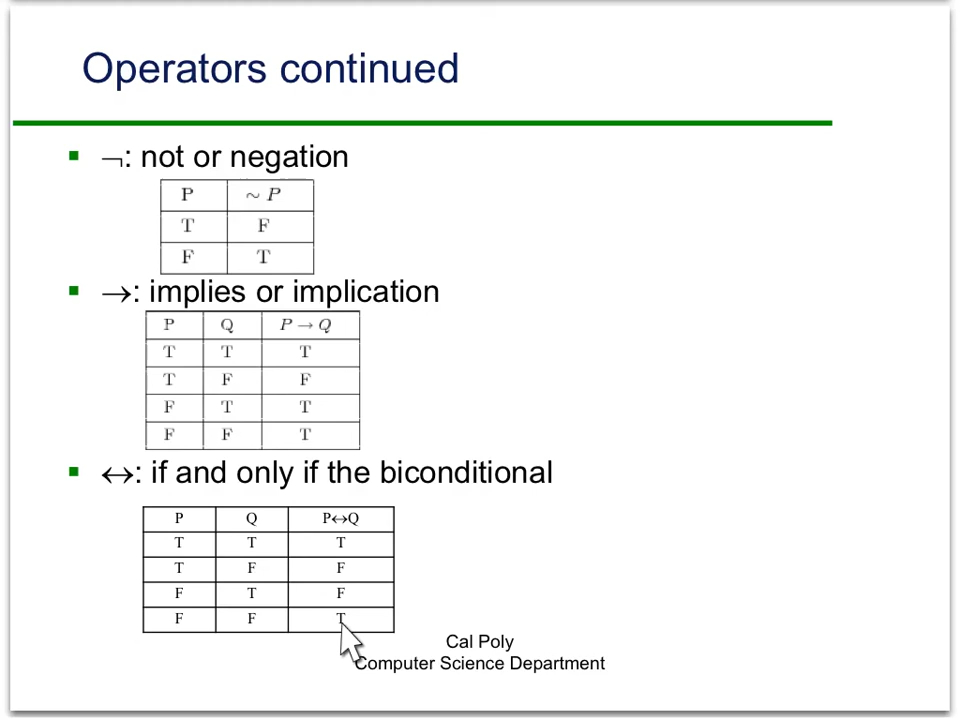 Operators continued
¬: not or negation
P ∼ P
T F
F T
→: implies or implication
P Q P → Q
T T T
T F F
F T T
F F T
↔: if and only if the biconditional
P Q P↔Q
T T T
T F F
F T F
F F T
Cal Poly
Computer Science Department